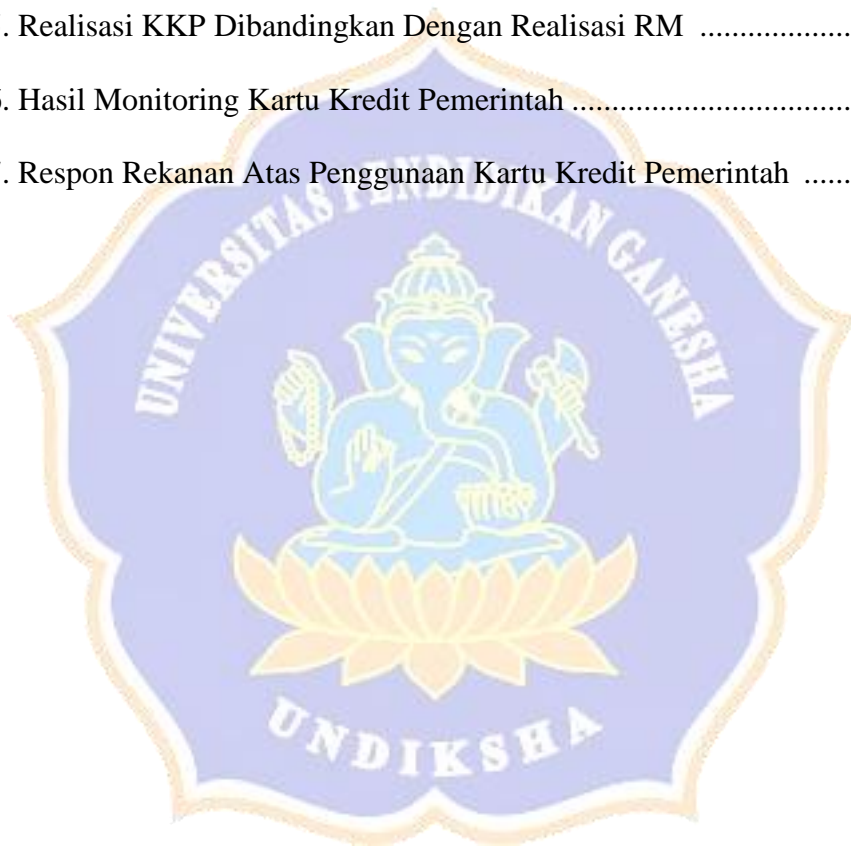 . Realisasi KKP Dibandingkan Dengan Realisasi RM ...................
. Hasil Monitoring Kartu Kredit Pemerintah ...................................
. Respon Rekanan Atas Penggunaan Kartu Kredit Pemerintah ......
UNIVERSITAS PENDIDIKAN GANESHA
UNDIKSHA